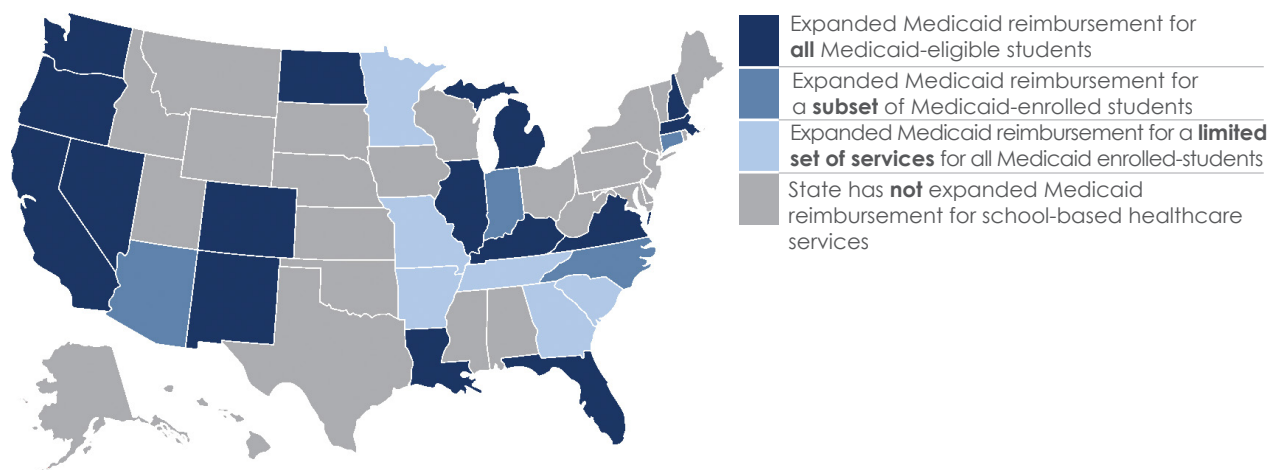 Expanded Medicaid reimbursement for
all Medicaid-eligible students
Expanded Medicaid reimbursement for
a subset of Medicaid-enrolled students
Expanded Medicaid reimbursement for a limited
set of services for all Medicaid enrolled-students
State has not expanded Medicaid
reimbursement for school-based healthcare
services